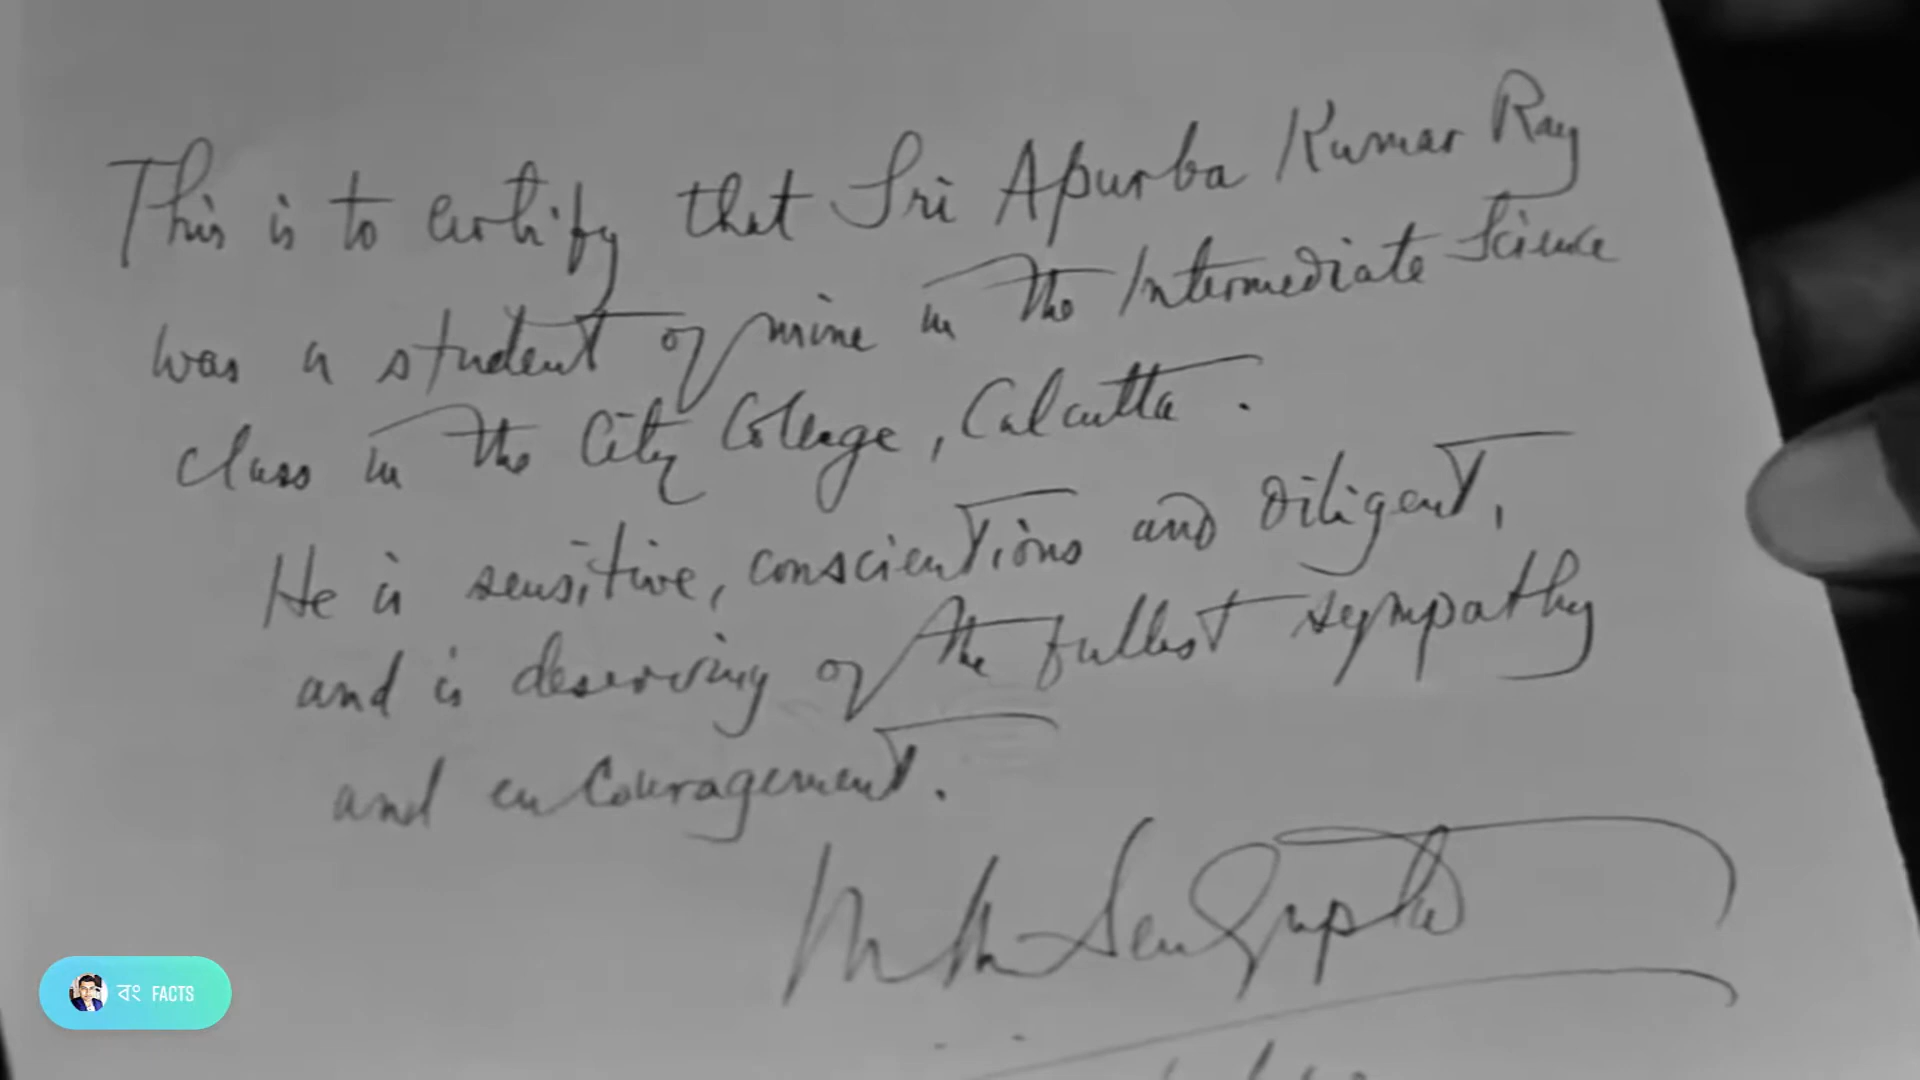 This is to certify that Sri Apurba Kumar Ray
was a student of mine in the Intermediate Science
class in the City College, Calcutta.
He is sensitive, conscientious and diligent,
and is deserving of the fullest sympathy
and encouragement.
Sen Gupta
বং FACTS